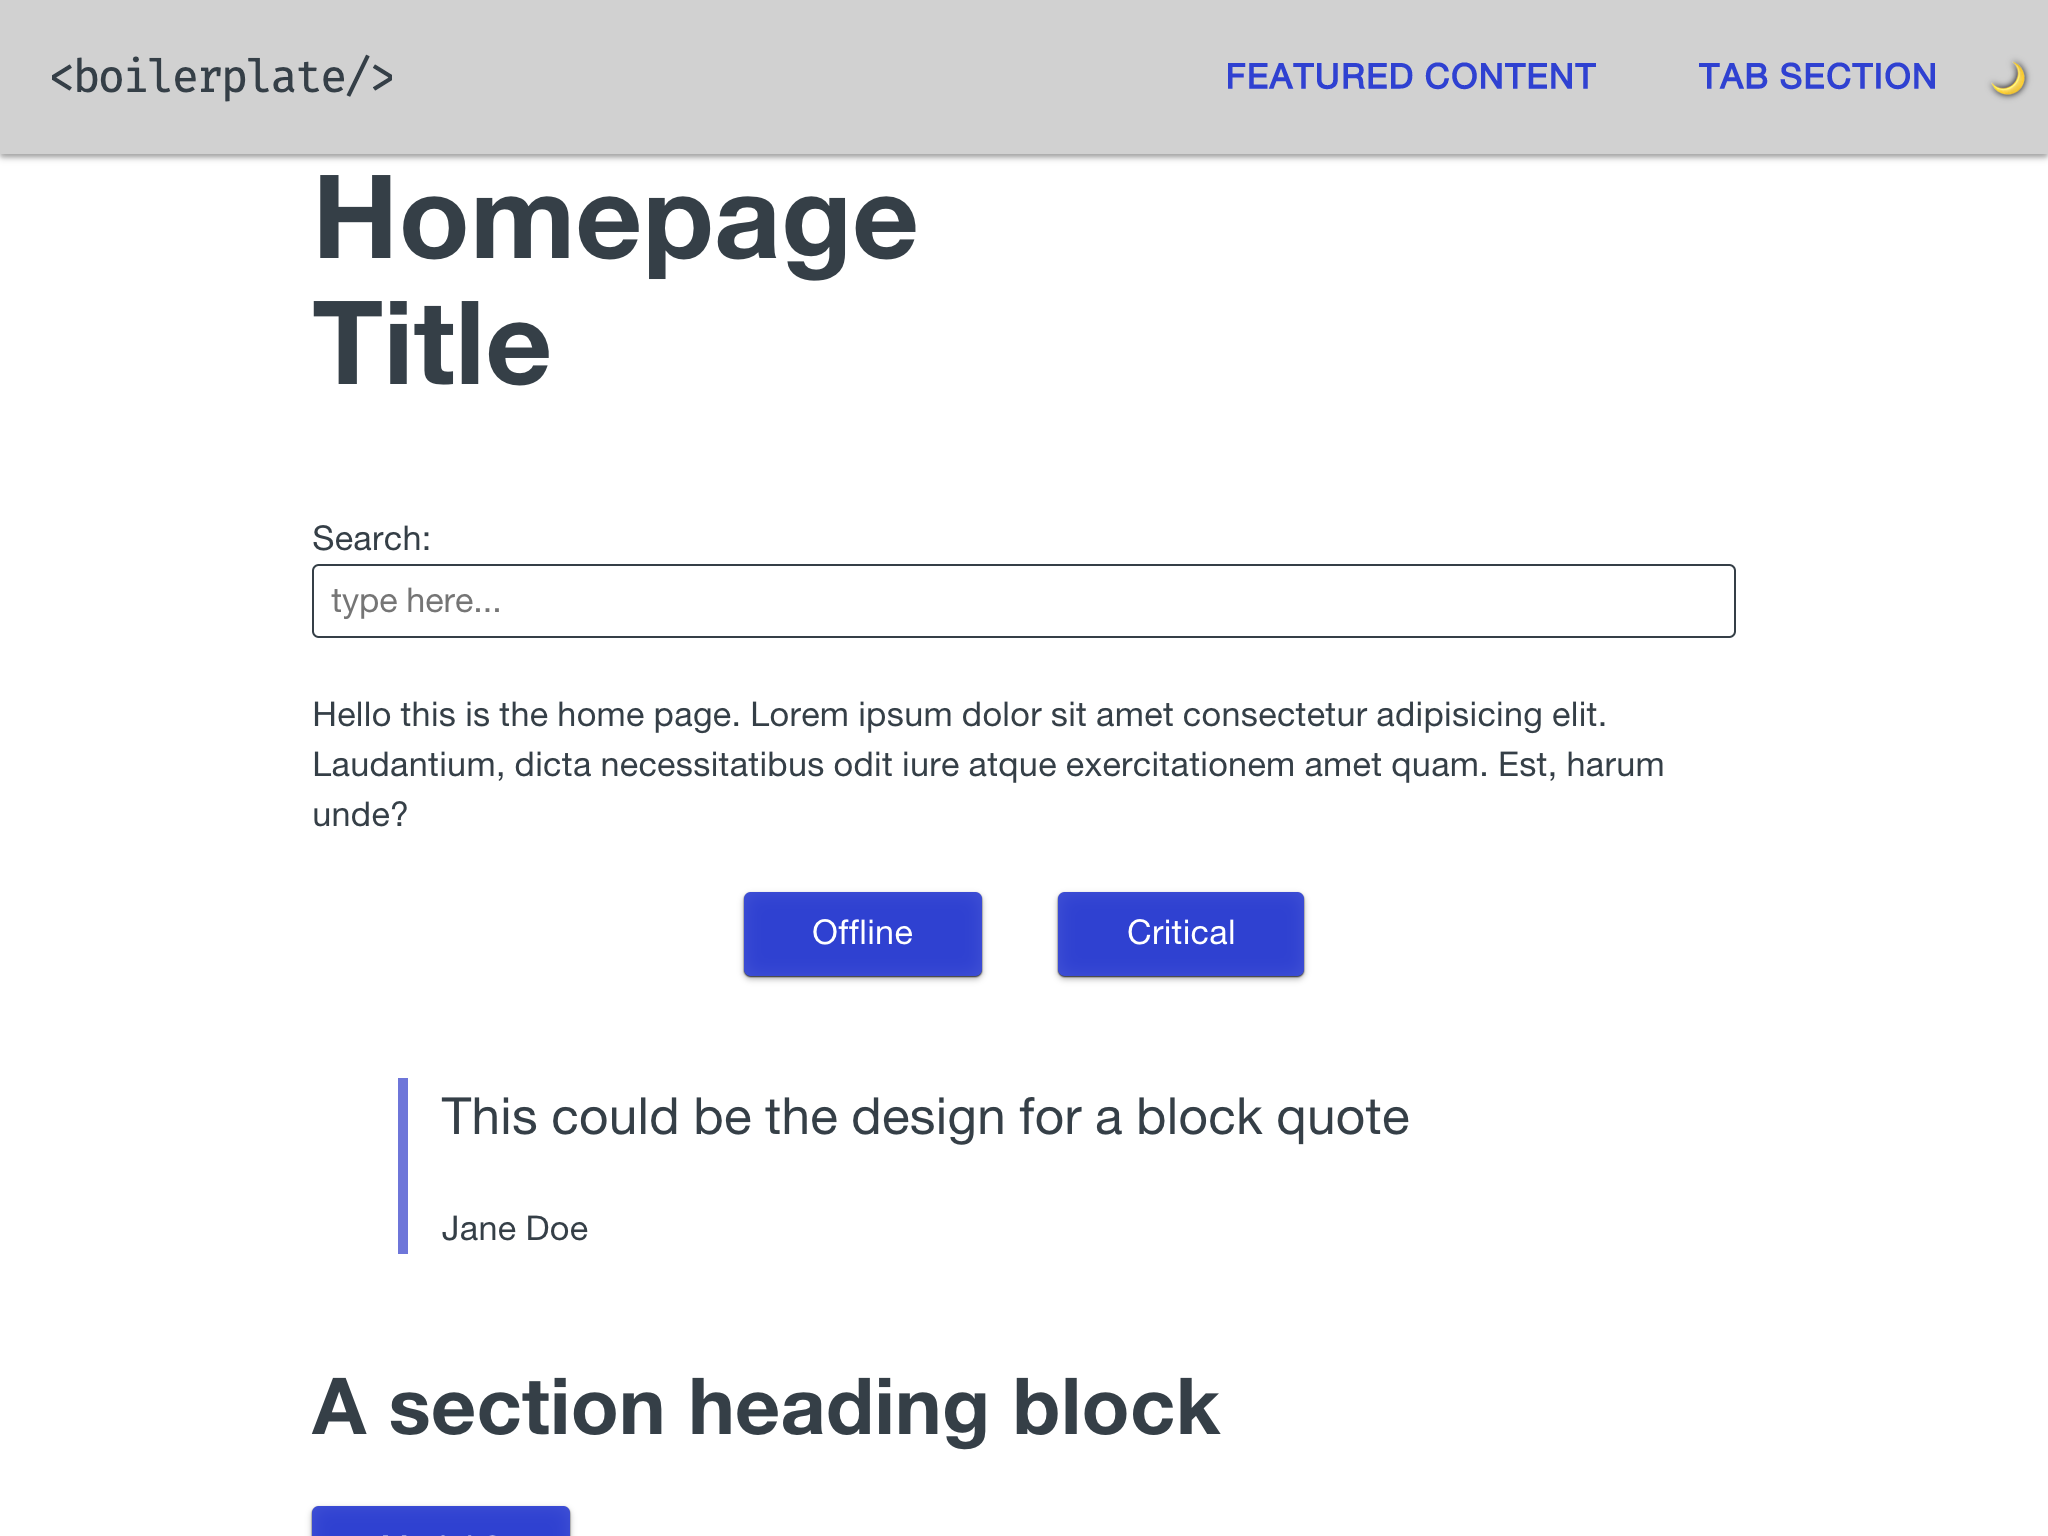 <boilerplate/>
FEATURED CONTENT
TAB SECTION
Homepage
Title
Search:
type here...
Hello this is the home page. Lorem ipsum dolor sit amet consectetur adipisicing elit.
Laudantium, dicta necessitatibus odit iure atque exercitationem amet quam. Est, harum
unde?
Offline
Critical
This could be the design for a block quote
Jane Doe
A section heading block